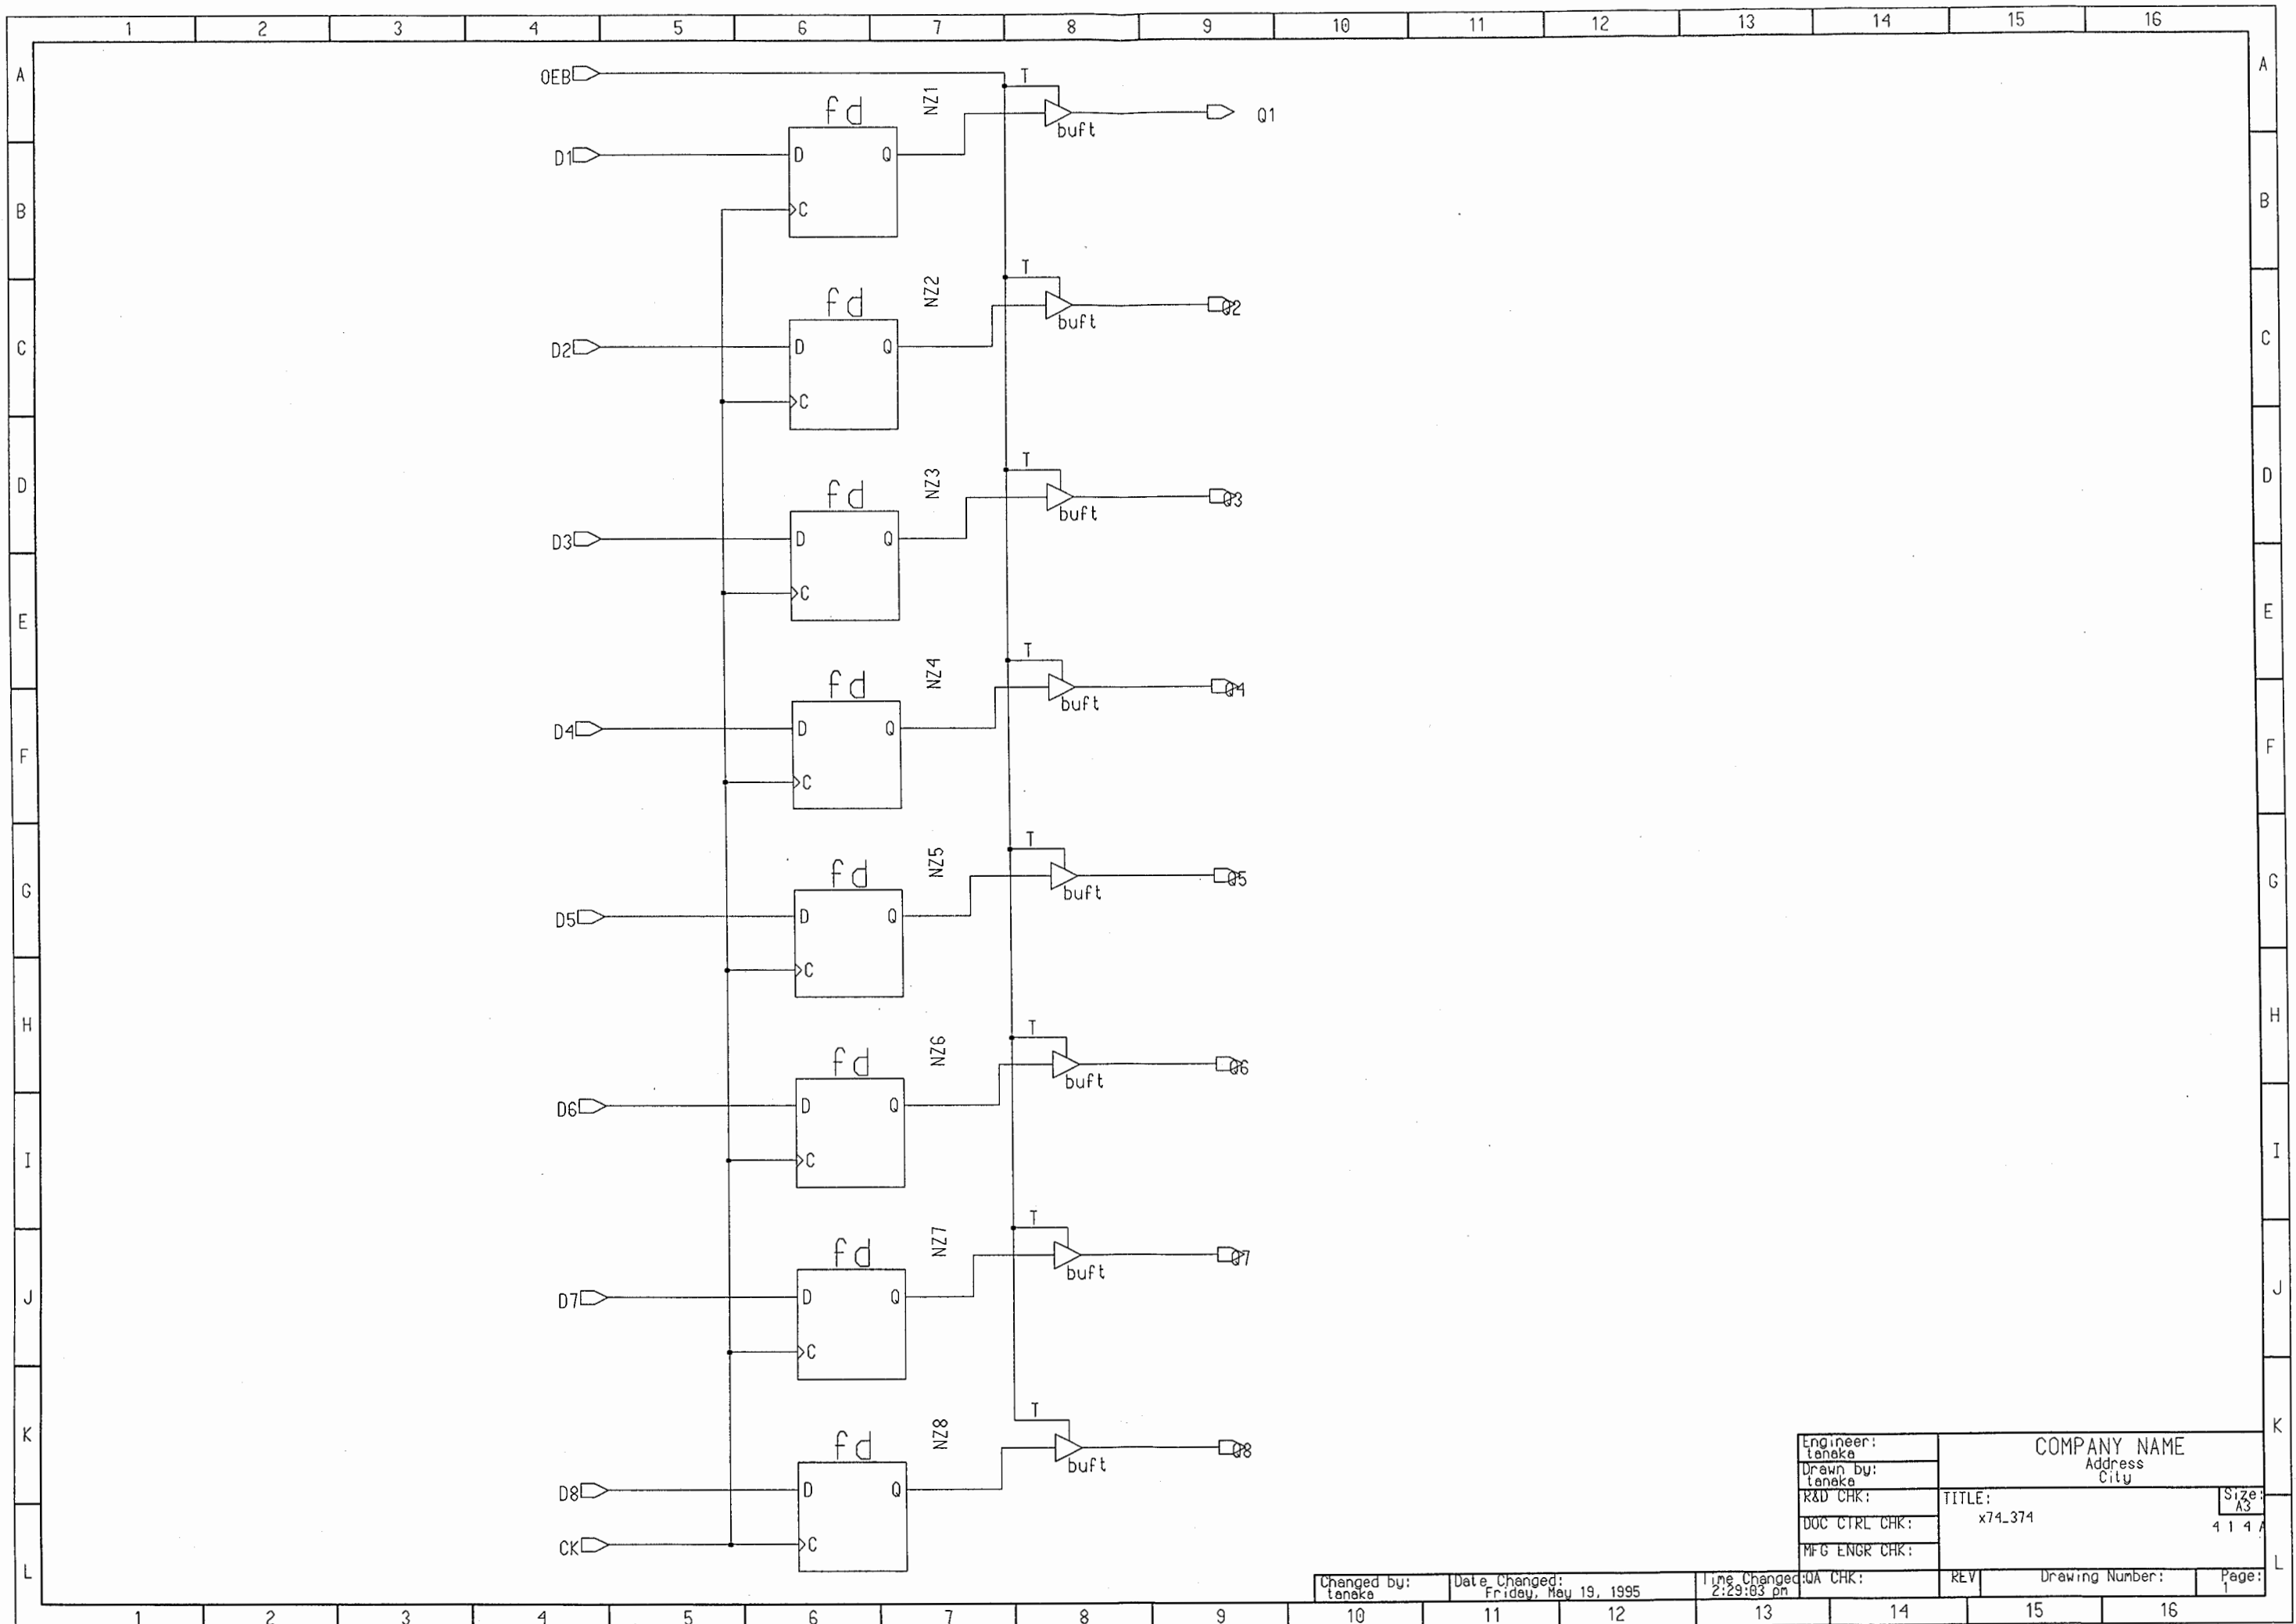 1 2 3 4 5 6 7 8 9 10 11 12 13 14 15 16
A A
OEB
T
fd
NZ1
buft
Q1
D1
D Q
B B
C
T
fd
NZ2
buft
Q2
C C
D2
D Q
C
T
fd
NZ3
buft
Q3
D D
D3
D Q
C
E E
T
fd
NZ4
buft
Q4
D4
D Q
F F
C
T
fd
NZ5
buft
Q5
G G
D5
D Q
C
H H
T
fd
NZ6
buft
Q6
D6
D Q
I I
C
T
fd
NZ7
buft
Q7
J J
D7
D Q
C
K K
T
fd
NZ8
buft
Q8
D8
D Q
CK
C
L L
Engineer:
tanaka
Drawn by:
tanaka
R&D CHK:
DOC CTRL CHK:
MFG ENGR CHK:
QA CHK:
COMPANY NAME
Address
City
TITLE:
x74_374
Size:
A3
4 1 4 A
REV Drawing Number: Page:
1
Changed by:
tanaka
Date Changed:
Friday, May 19, 1995
Time Changed:
2:29:03 pm
1 2 3 4 5 6 7 8 9 10 11 12 13 14 15 16